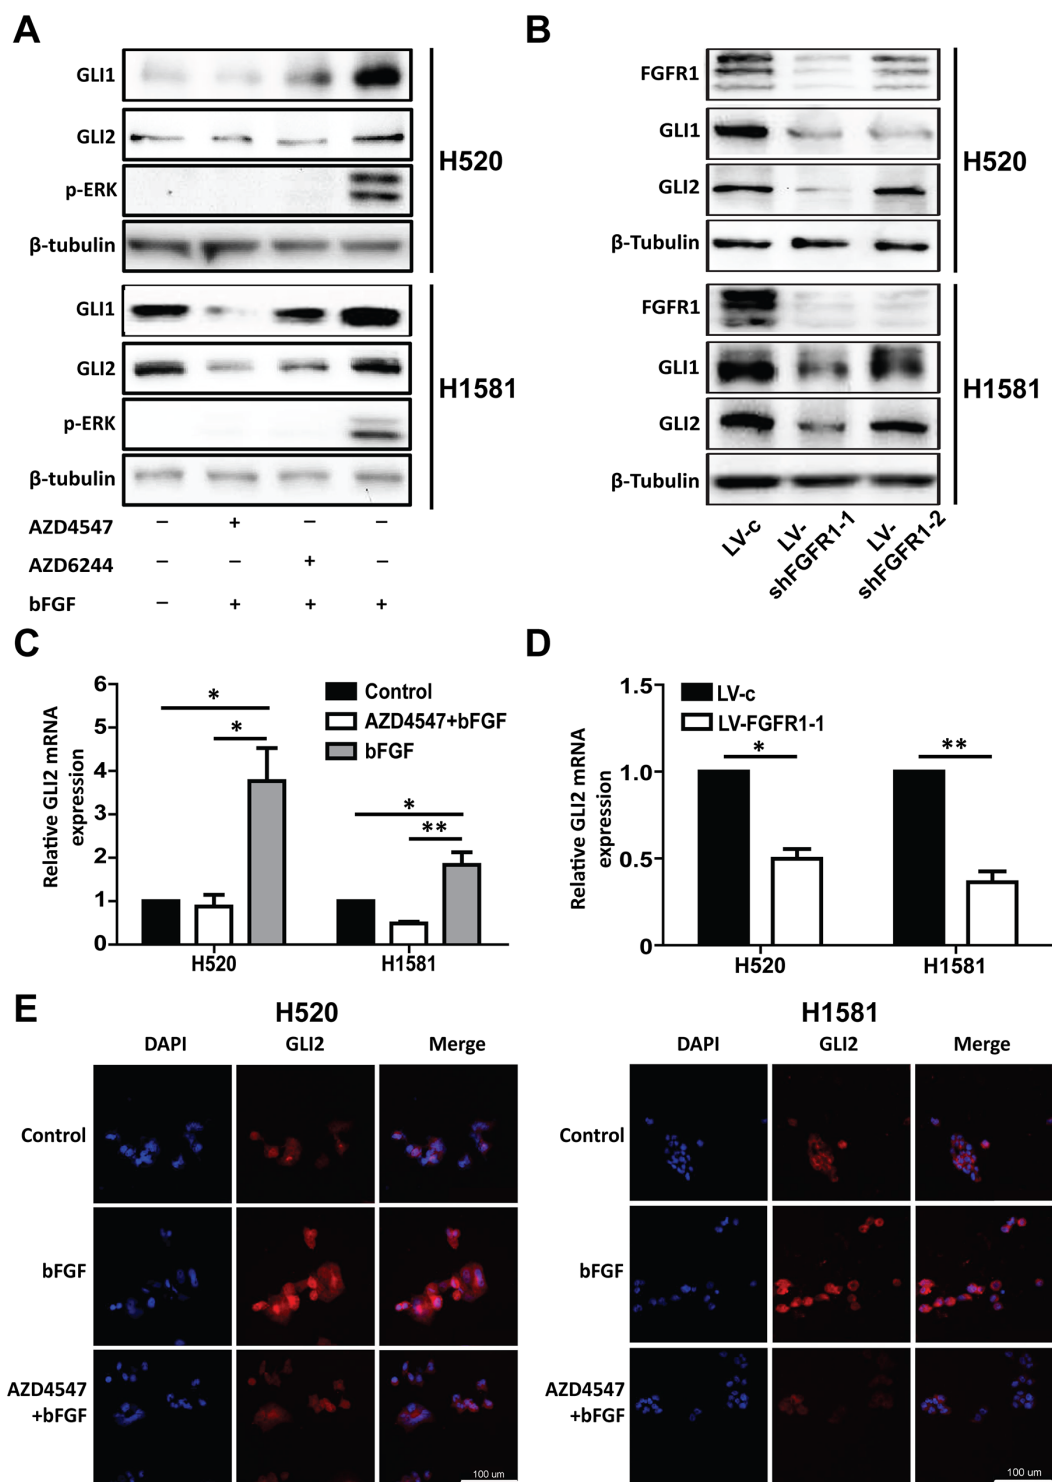 A
GLI1
GLI2
p-ERK
β-tubulin
H520
GLI1
GLI2
p-ERK
β-tubulin
H1581
AZD4547 – + – –
AZD6244 – – + –
bFGF – + + +
B
FGFR1
GLI1
GLI2
β-Tubulin
H520
FGFR1
GLI1
GLI2
β-Tubulin
H1581
LV-c
LV-
shFGFR1-1
LV-
shFGFR1-2
C
Relative GLI2 mRNA
expression
6
5
4
3
2
1
0
Control
AZD4547+bFGF
bFGF
*
*
*
**
H520 H1581
D
Relative GLI2 mRNA
expression
1.5
1.0
0.5
0
LV-c
LV-FGFR1-1
*
**
H520 H1581
E
H520
DAPI GLI2 Merge
Control
bFGF
AZD4547
+bFGF
100 um
H1581
DAPI GLI2 Merge
Control
bFGF
AZD4547
+bFGF
100 um